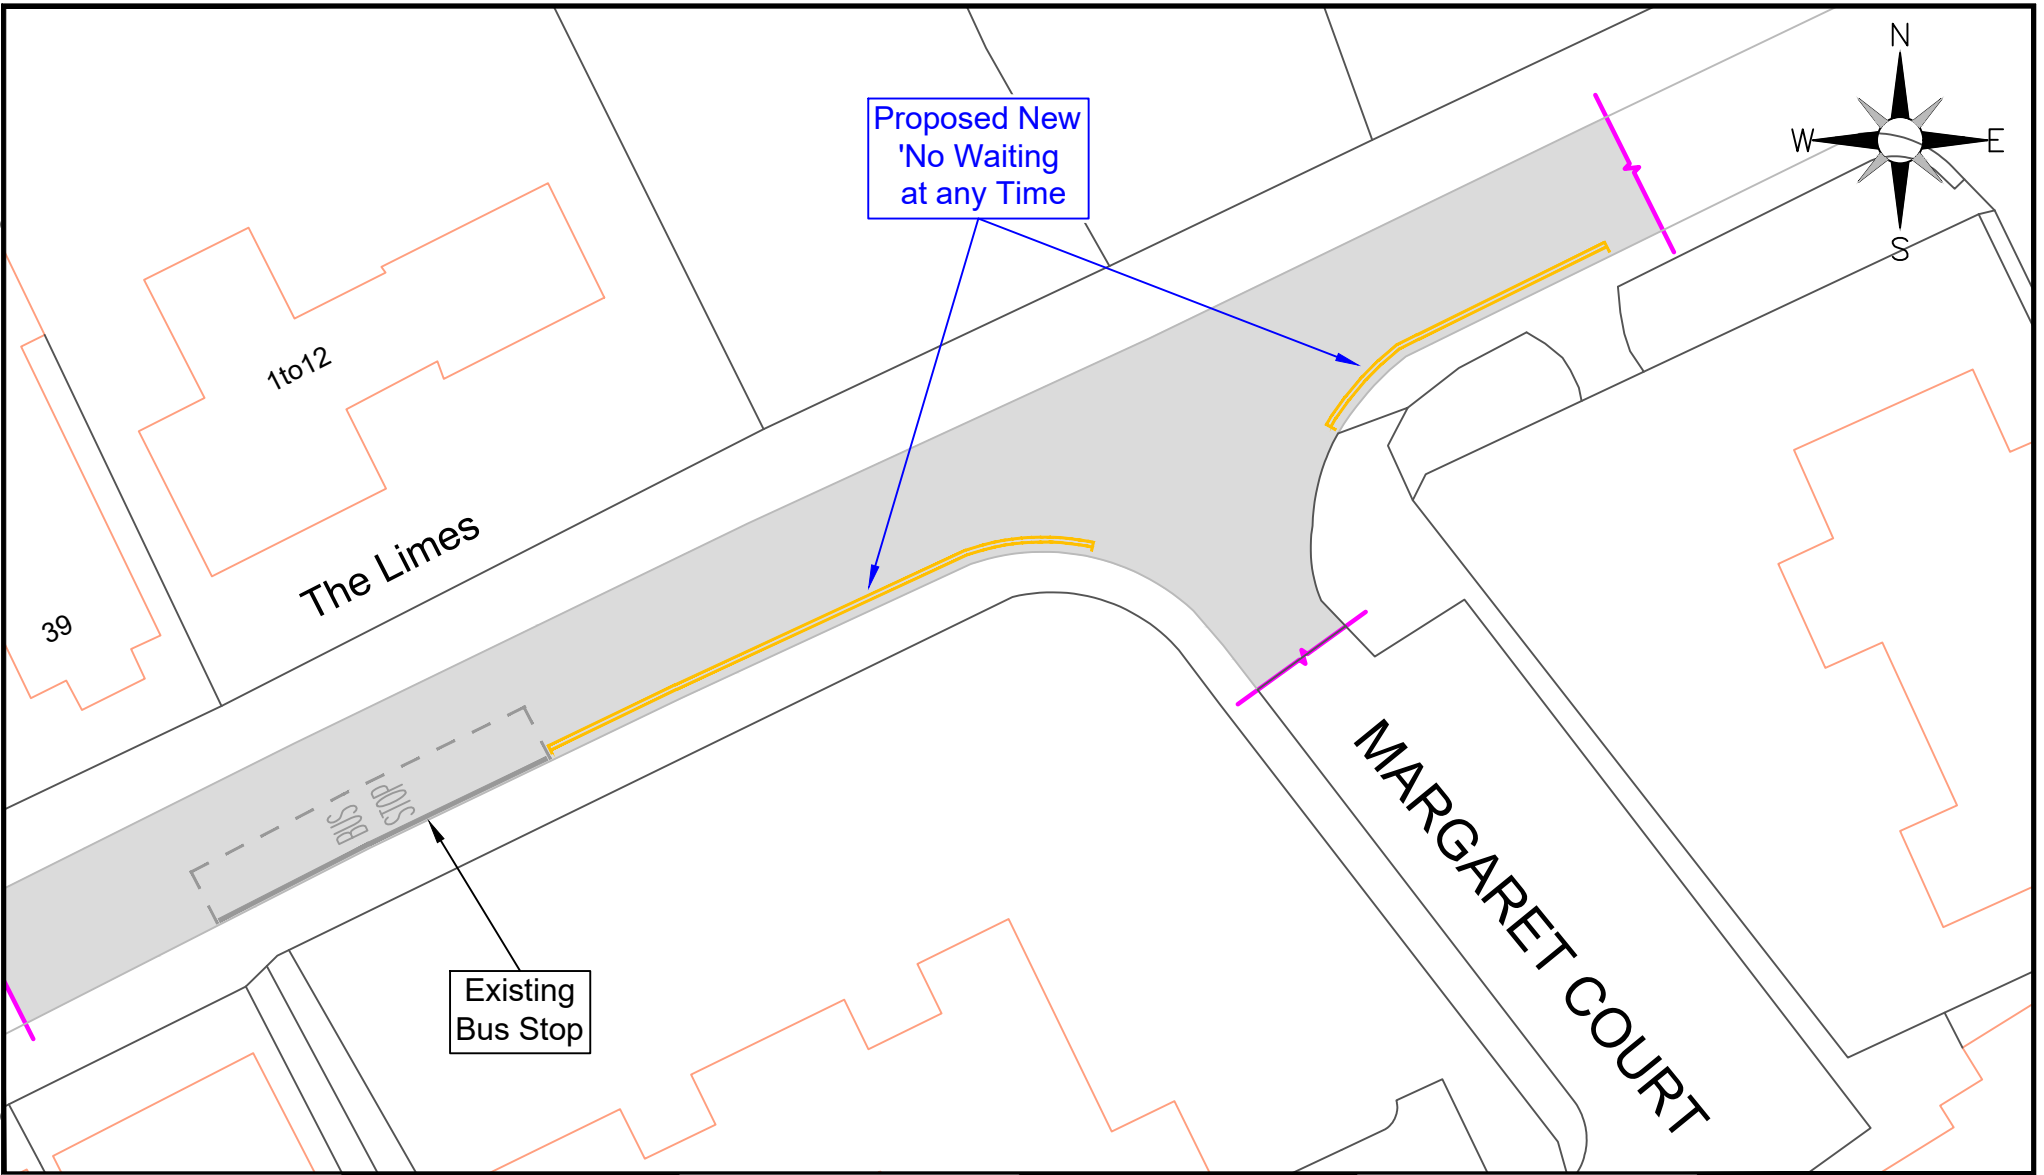 N
W
E
S
Proposed New
'No Waiting
at any Time
1to12
The Limes
39
BUS
STOP
Existing
Bus Stop
MARGARET COURT